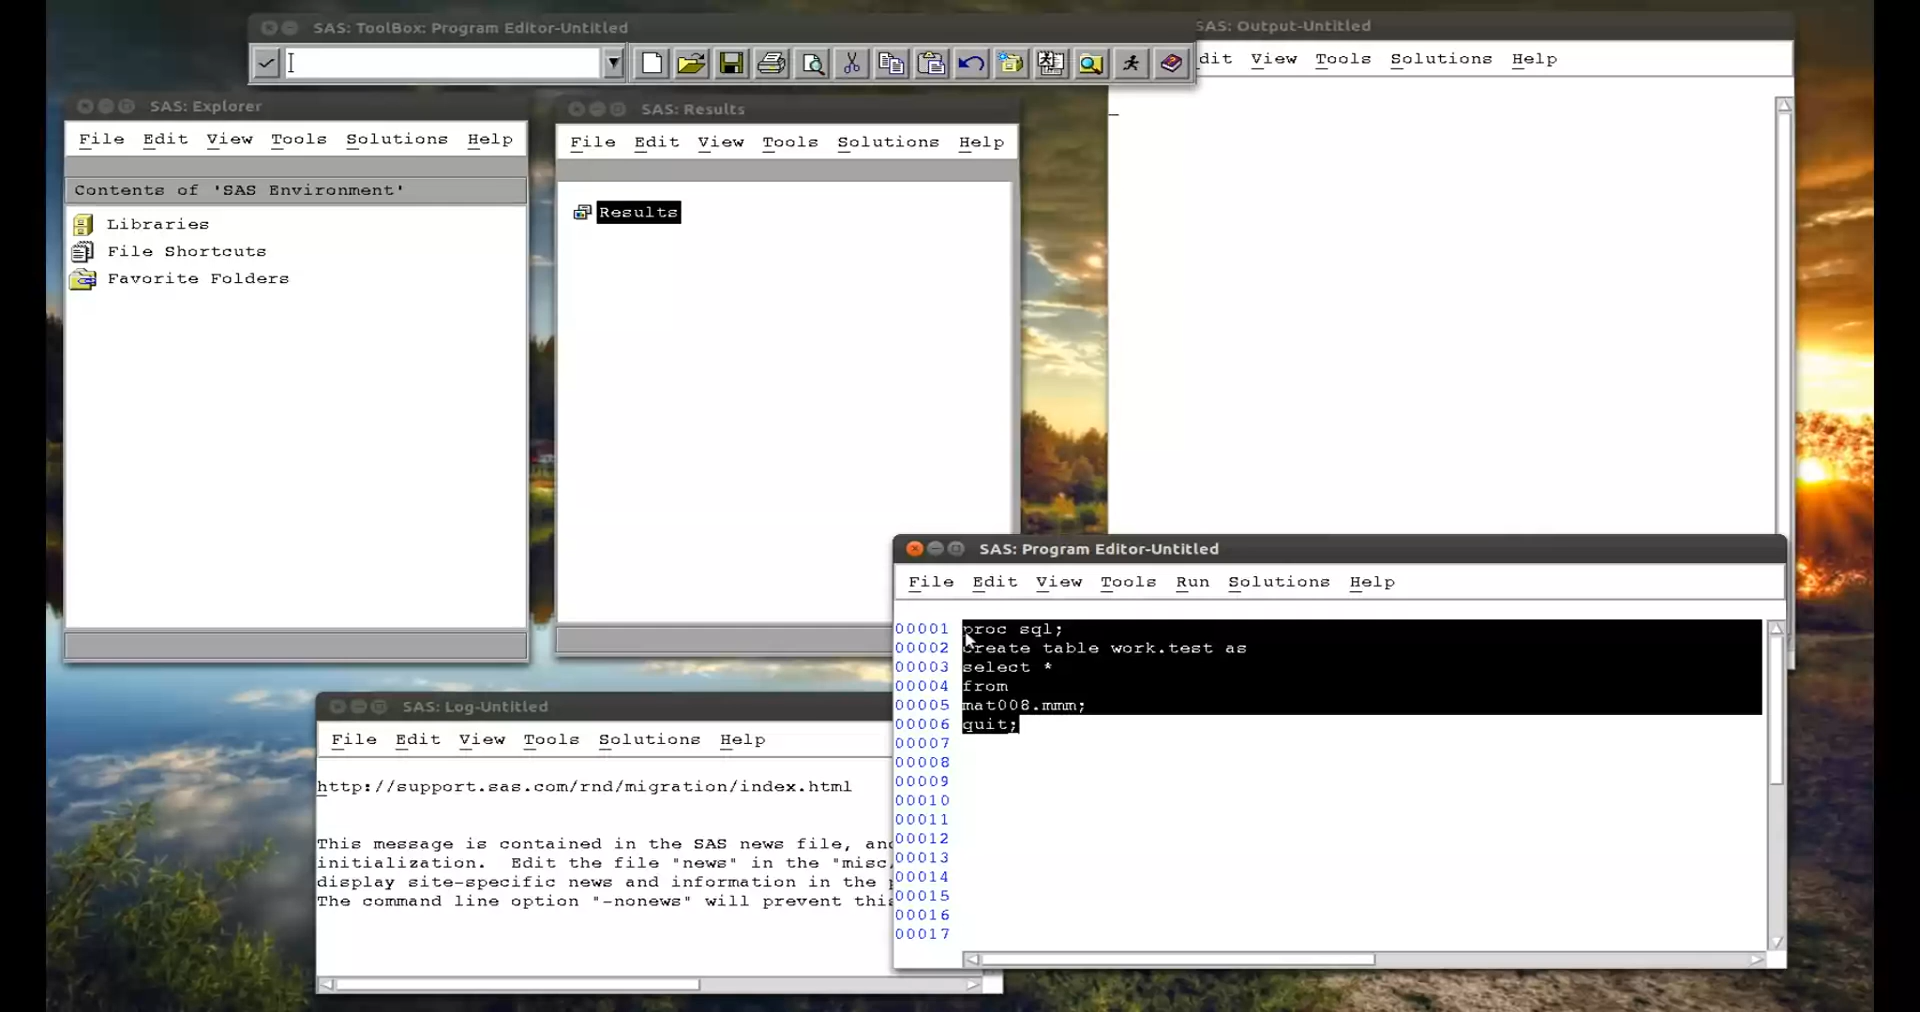 SAS: ToolBox: Program Editor-Untitled
SAS: Output-Untitled
dit View Tools Solutions Help
SAS: Explorer
File Edit View Tools Solutions Help
Contents of 'SAS Environment'
Libraries
File Shortcuts
Favorite Folders
SAS: Results
File Edit View Tools Solutions Help
Results
SAS: Program Editor-Untitled
File Edit View Tools Run Solutions Help
00001 proc sql;
00002 create table work.test as
00003 select *
00004 from
00005 mat008.mmm;
00006 quit;
00007
00008
00009
00010
00011
00012
00013
00014
00015
00016
00017
SAS: Log-Untitled
File Edit View Tools Solutions Help
http://support.sas.com/rnd/migration/index.html
This message is contained in the SAS news file, and
initialization. Edit the file "news" in the "misc/
display site-specific news and information in the p
The command line option "-nonews" will prevent this